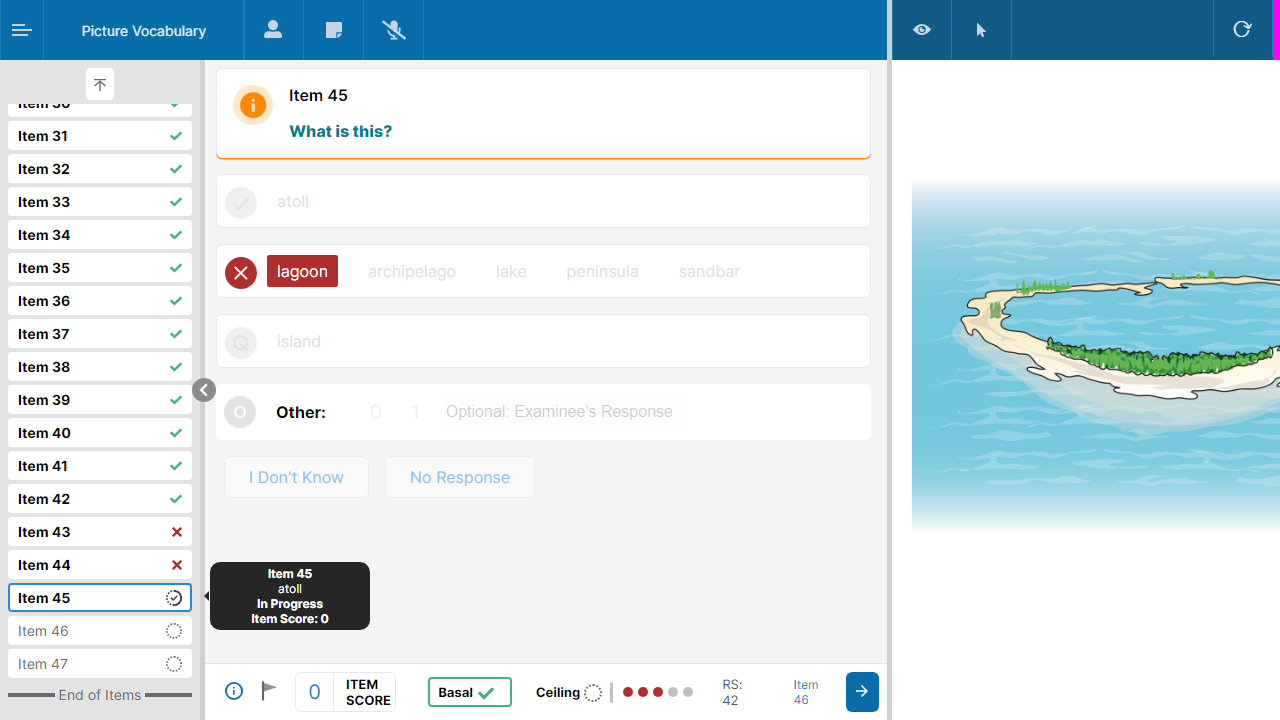 Picture Vocabulary
Item 30
Item 31
Item 32
Item 33
Item 34
Item 35
Item 36
Item 37
Item 38
Item 39
Item 40
Item 41
Item 42
Item 43
Item 44
Item 45
Item 46
Item 47
End of Items
Item 45
What is this?
atoll
lagoon archipelago lake peninsula sandbar
island
Other: 0 1 Optional: Examinee's Response
I Don't Know No Response
Item 45
atoll
In Progress
Item Score: 0
0 ITEM SCORE
Basal
Ceiling
RS: 42
Item 46